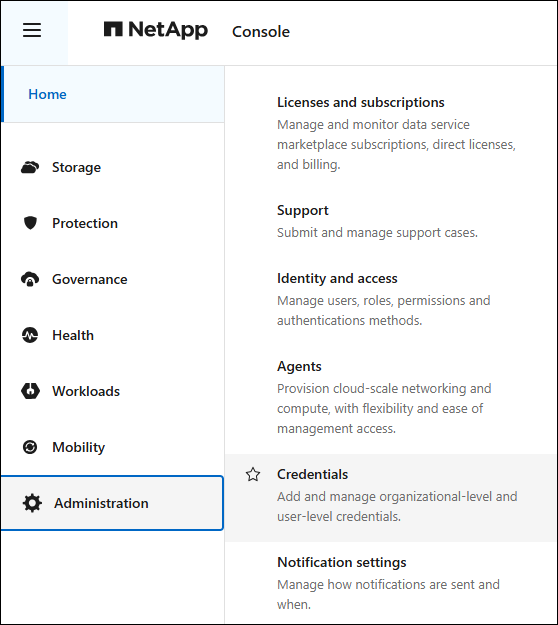 NetApp Console
Home
Storage
Protection
Governance
Health
Workloads
Mobility
Administration
Licenses and subscriptions
Manage and monitor data service
marketplace subscriptions, direct licenses,
and billing.
Support
Submit and manage support cases.
Identity and access
Manage users, roles, permissions and
authentications methods.
Agents
Provision cloud-scale networking and
compute, with flexibility and ease of
management access.
Credentials
Add and manage organizational-level and
user-level credentials.
Notification settings
Manage how notifications are sent and
when.